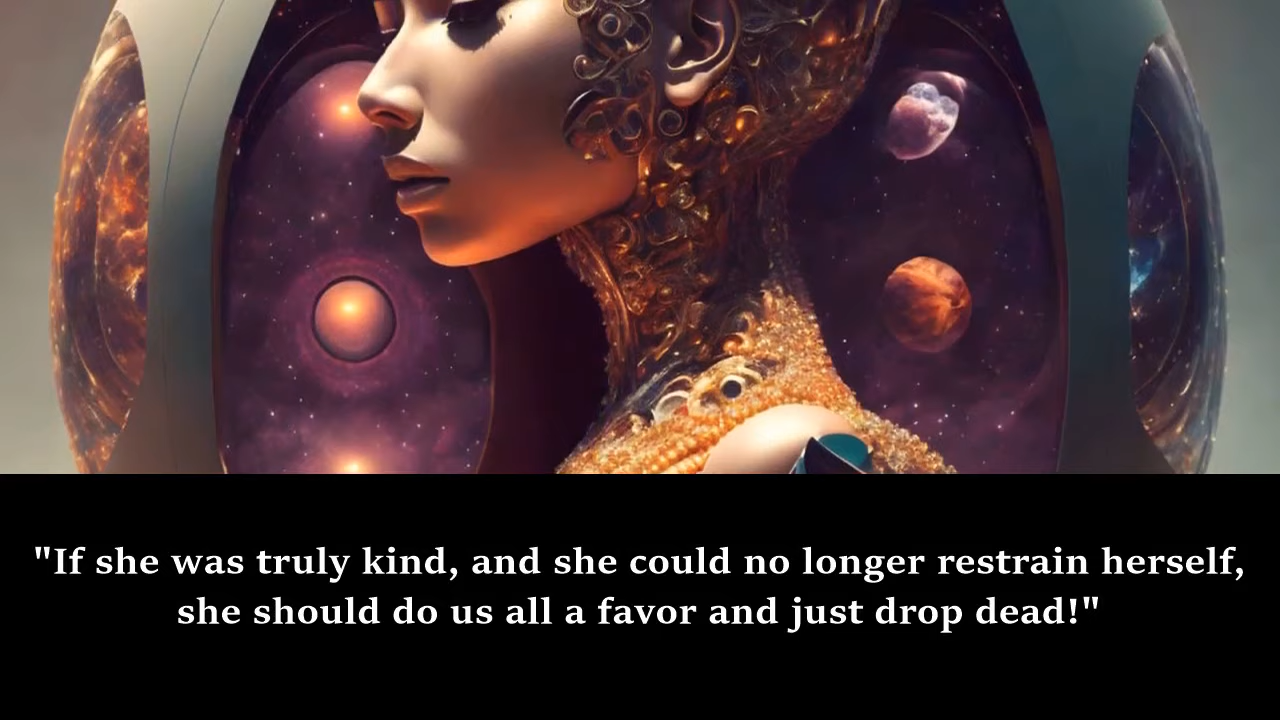 "If she was truly kind, and she could no longer restrain herself,
she should do us all a favor and just drop dead!"